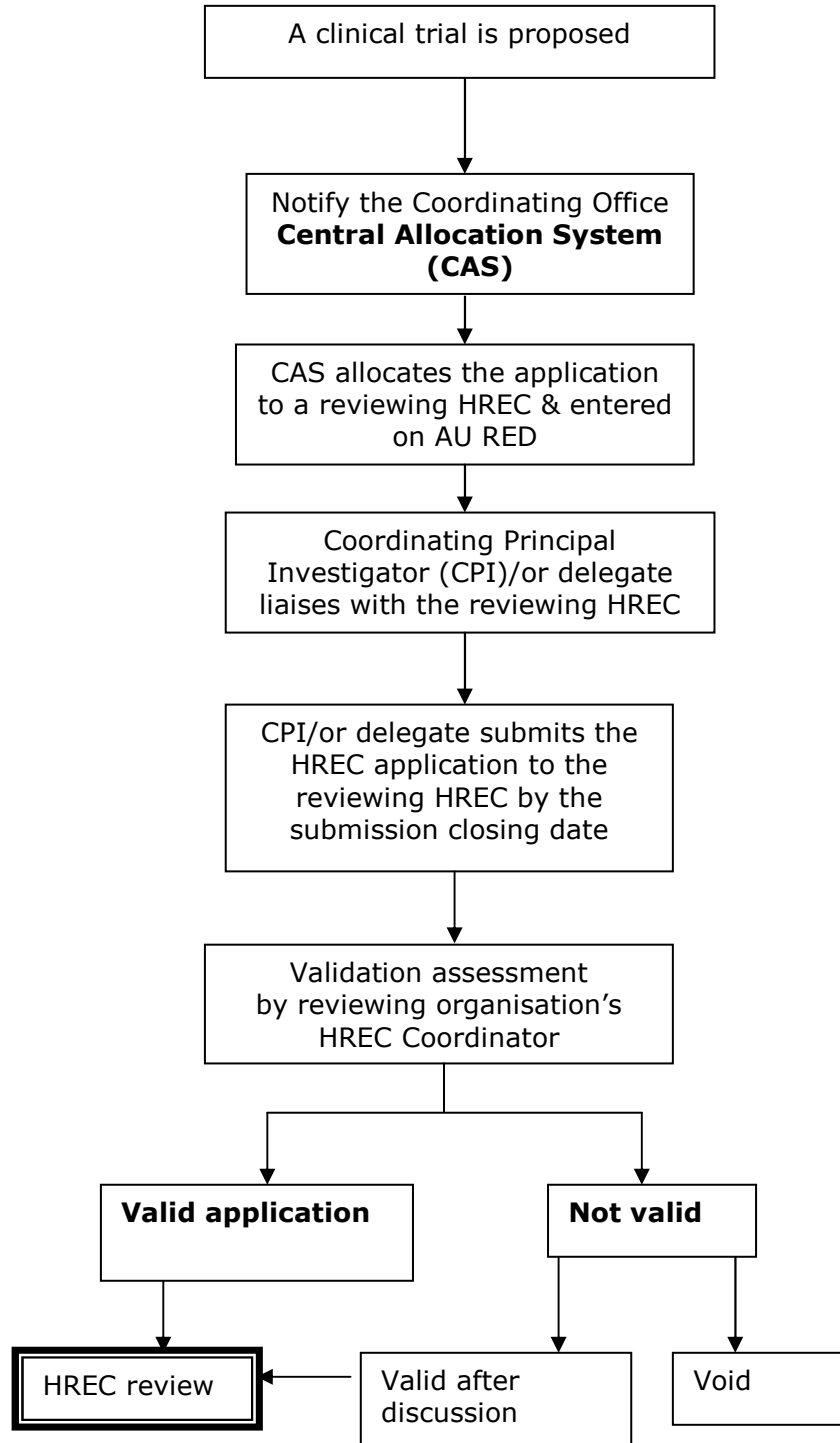 A clinical trial is proposed
Notify the Coordinating Office
Central Allocation System
(CAS)
CAS allocates the application
to a reviewing HREC & entered
on AU RED
Coordinating Principal
Investigator (CPI)/or delegate
liaises with the reviewing HREC
CPI/or delegate submits the
HREC application to the
reviewing HREC by the
submission closing date
Validation assessment
by reviewing organisation’s
HREC Coordinator
Valid application
Not valid
HREC review
Valid after
discussion
Void